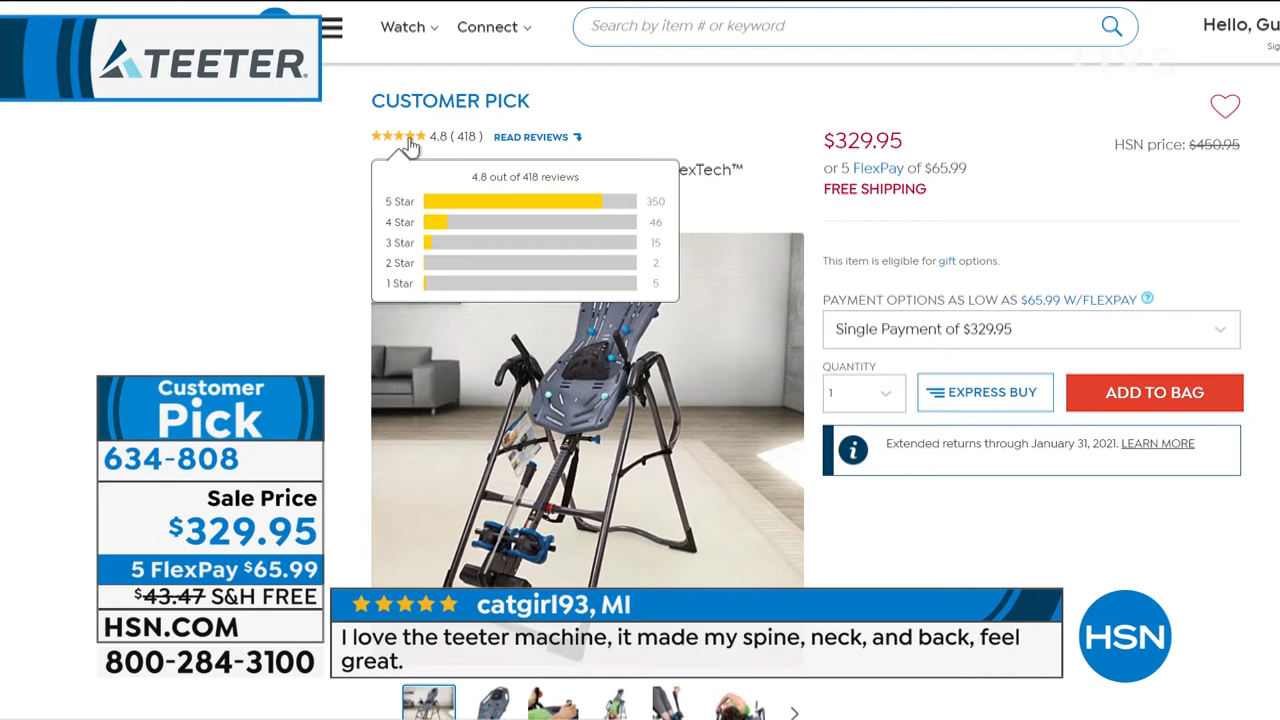 TEETER
Watch
Connect
Search by item # or keyword
Hello, Gu
Sig
LIVE
CUSTOMER PICK
4.8 ( 418 )
READ REVIEWS
exTech™
4.8 out of 418 reviews
5 Star 350
4 Star 46
3 Star 15
2 Star 2
1 Star 5
$329.95
HSN price: $450.95
or 5 FlexPay of $65.99
FREE SHIPPING
This item is eligible for gift options.
PAYMENT OPTIONS AS LOW AS $65.99 W/FLEXPAY ?
Single Payment of $329.95
QUANTITY
1
EXPRESS BUY
ADD TO BAG
i
Extended returns through January 31, 2021. LEARN MORE
Customer
Pick
634-808
Sale Price
$329.95
5 FlexPay $65.99
$43.47 S&H FREE
HSN.COM
800-284-3100
catgirl93, MI
I love the teeter machine, it made my spine, neck, and back, feel
great.
HSN